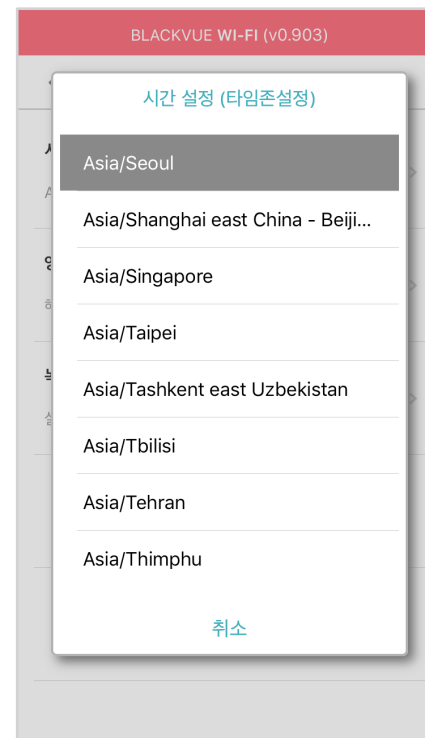 BLACKVUE WI-FI (v0.903)
시간 설정 (타임존설정)
Asia/Seoul
Asia/Shanghai east China - Beiji...
Asia/Singapore
Asia/Taipei
Asia/Tashkent east Uzbekistan
Asia/Tbilisi
Asia/Tehran
Asia/Thimphu
취소